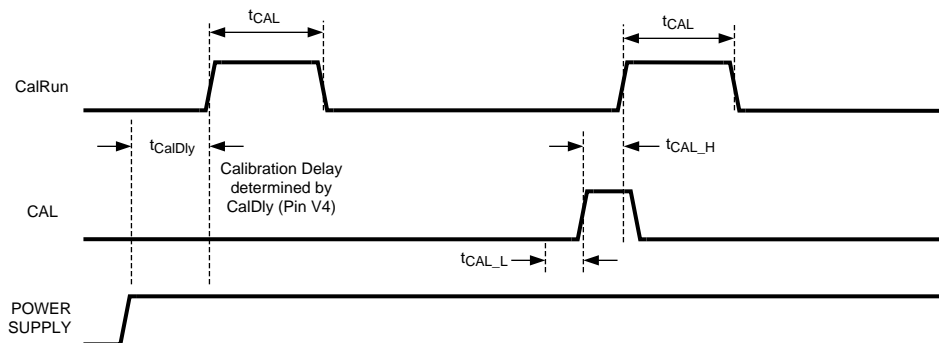 tCAL
tCAL
CalRun
tCalDly
tCAL_H
Calibration Delay
determined by
CalDly (Pin V4)
CAL
tCAL_L
POWER
SUPPLY